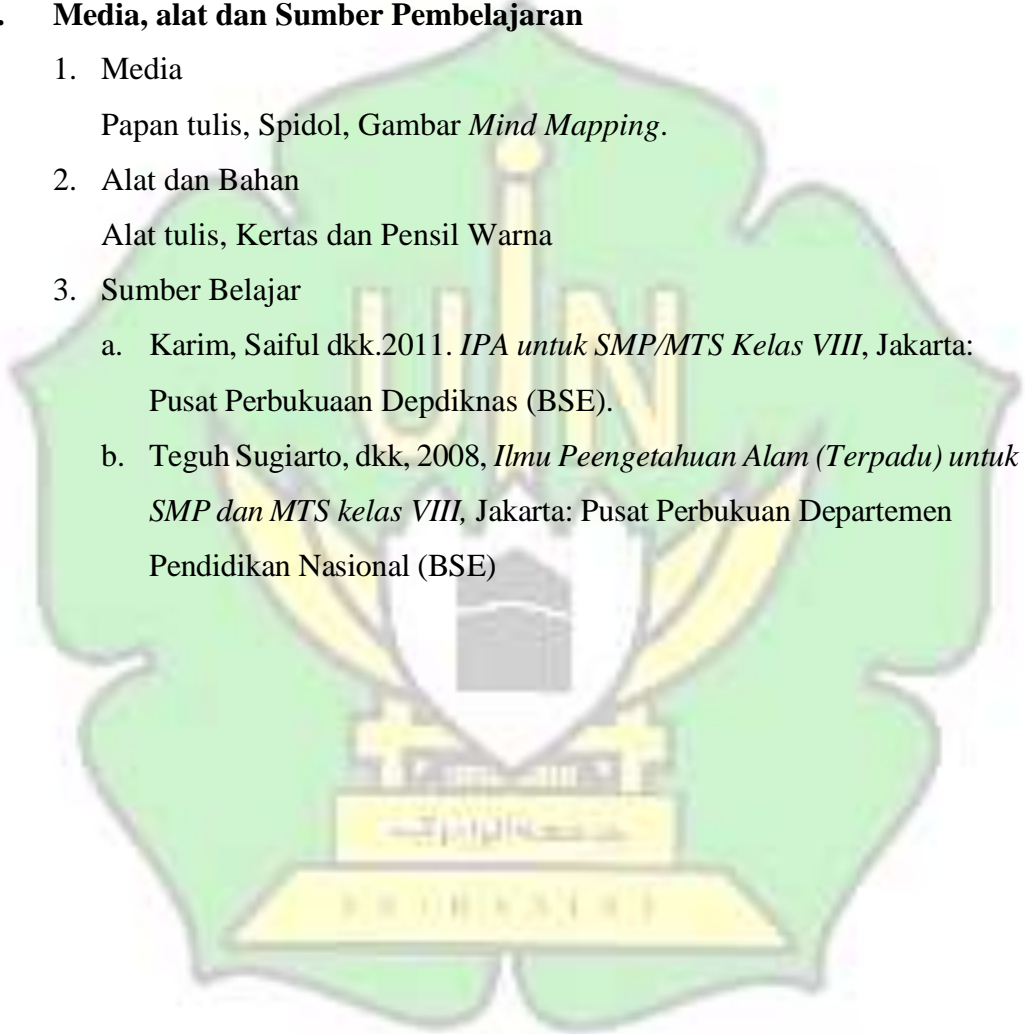 . Media, alat dan Sumber Pembelajaran
1. Media
Papan tulis, Spidol, Gambar Mind Mapping.
2. Alat dan Bahan
Alat tulis, Kertas dan Pensil Warna
3. Sumber Belajar
a. Karim, Saiful dkk.2011. IPA untuk SMP/MTS Kelas VIII, Jakarta:
Pusat Perbukuaan Depdiknas (BSE).
b. Teguh Sugiarto, dkk, 2008, Ilmu Peengetahuan Alam (Terpadu) untuk
SMP dan MTS kelas VIII, Jakarta: Pusat Perbukuan Departemen
Pendidikan Nasional (BSE)
UIN